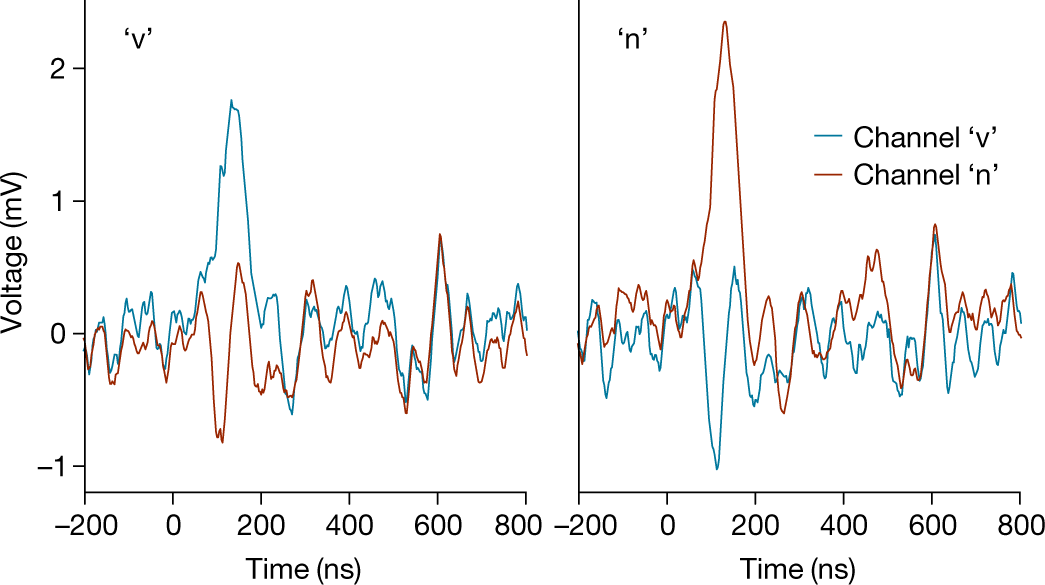 ‘v’
‘n’
2
1
0
−1
Voltage (mV)
Channel ‘v’
Channel ‘n’
−200 0 200 400 600 800
−200 0 200 400 600 800
Time (ns)
Time (ns)